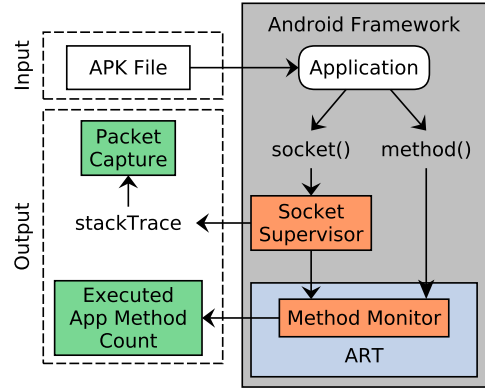 Android Framework
Input
APK File
Application
Output
Packet
Capture
socket()
method()
stackTrace
Socket
Supervisor
Executed
App Method
Count
Method Monitor
ART